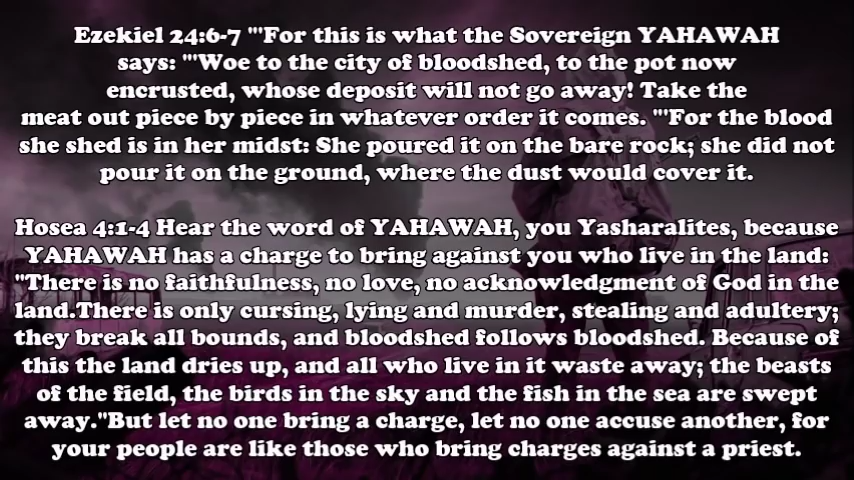 Ezekiel 24:6-7 "'For this is what the Sovereign YAHAWAH
says: "'Woe to the city of bloodshed, to the pot now
encrusted, whose deposit will not go away! Take the
meat out piece by piece in whatever order it comes. "'For the blood
she shed is in her midst: She poured it on the bare rock; she did not
pour it on the ground, where the dust would cover it.

Hosea 4:1-4 Hear the word of YAHAWAH, you Yasharalites, because
YAHAWAH has a charge to bring against you who live in the land:
"There is no faithfulness, no love, no acknowledgment of God in the
land.There is only cursing, lying and murder, stealing and adultery;
they break all bounds, and bloodshed follows bloodshed. Because of
this the land dries up, and all who live in it waste away; the beasts
of the field, the birds in the sky and the fish in the sea are swept
away."But let no one bring a charge, let no one accuse another, for
your people are like those who bring charges against a priest.